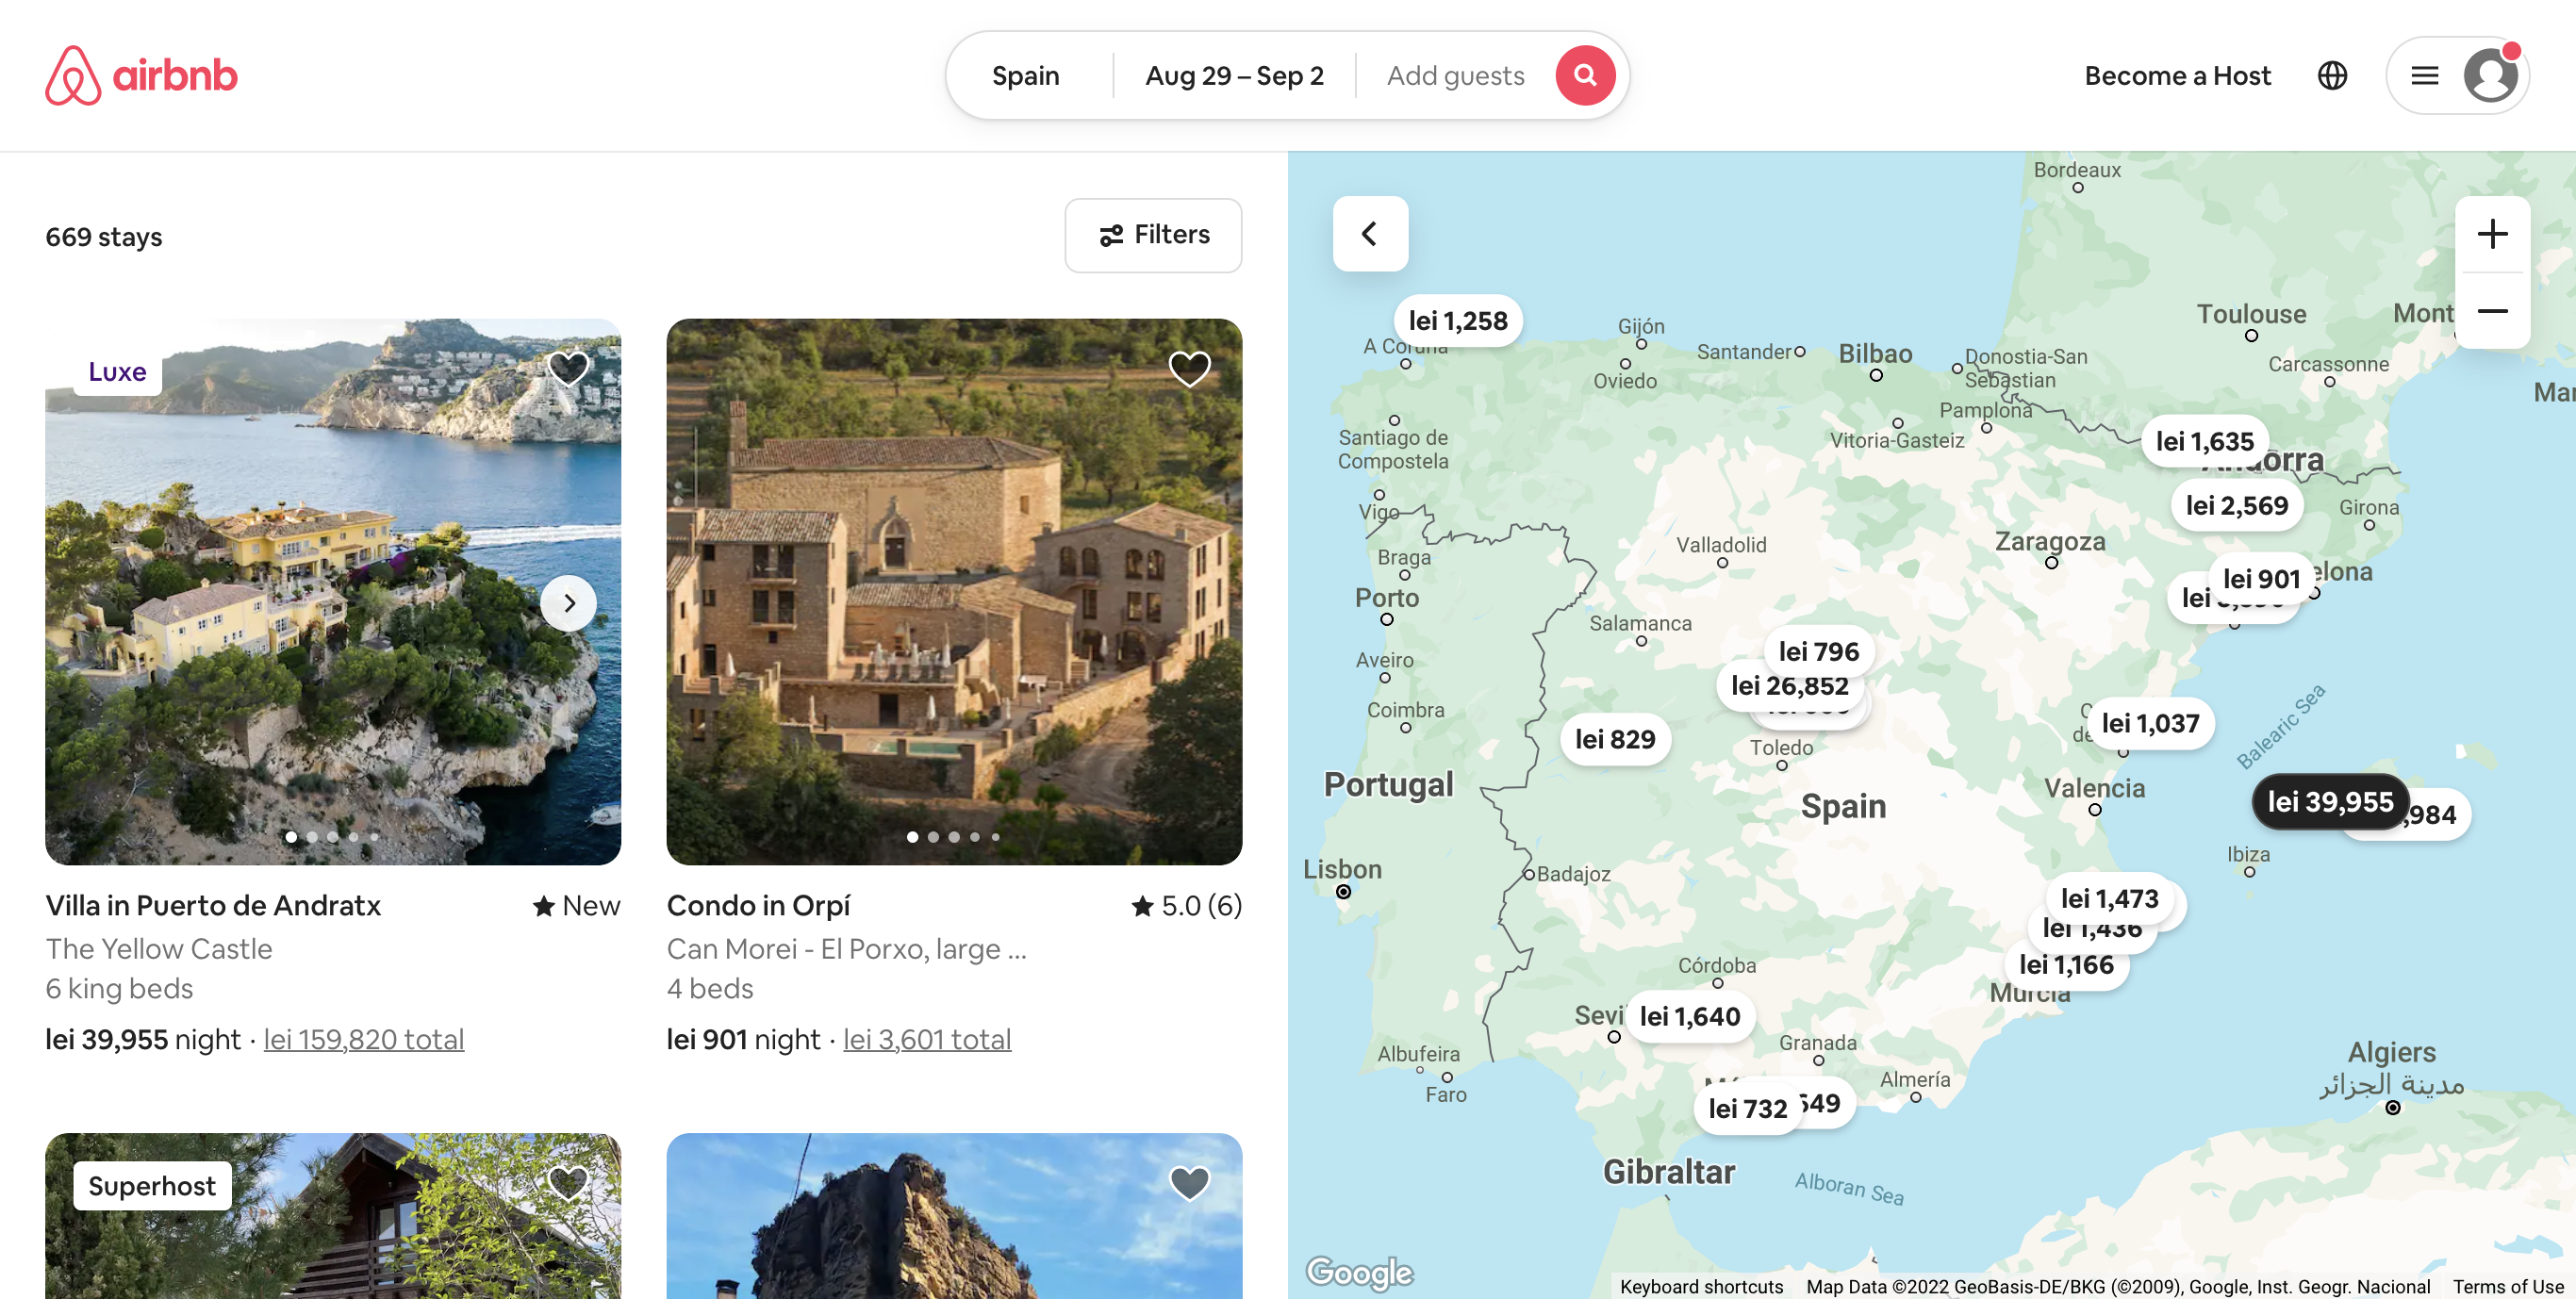 airbnb
Spain
Aug 29 – Sep 2
Add guests
Become a Host
669 stays
Filters
Luxe
Villa in Puerto de Andratx
New
The Yellow Castle
6 king beds
lei 39,955 night · lei 159,820 total
Condo in Orpí
5.0 (6)
Can Morei - El Porxo, large ...
4 beds
lei 901 night · lei 3,601 total
Superhost
Bordeaux
lei 1,258
Gijón
Toulouse
Mont
A Coruña
Santander
Bilbao
Donostia-San
Sebastian
Carcassonne
Oviedo
Mar
Pamplona
Santiago de
Compostela
Vitoria-Gasteiz
lei 1,635
Andorra
lei 2,569
Vigo
Girona
Valladolid
Zaragoza
Braga
lei 901
elona
lei
Porto
Salamanca
lei 796
Aveiro
lei 26,852
Coimbra
lei 829
Toledo
lei 1,037
Balearic Sea
Portugal
Spain
Valencia
lei 39,955
,984
Ibiza
Lisbon
Badajoz
lei 1,473
lei 1,436
lei 1,166
Córdoba
Murcia
Sevi
lei 1,640
Granada
Albufeira
Almería
Algiers
مدينة الجزائر
Faro
lei 732
649
Gibraltar
Alboran Sea
Google
Keyboard shortcuts
Map Data ©2022 GeoBasis-DE/BKG (©2009), Google, Inst. Geogr. Nacional
Terms of Use